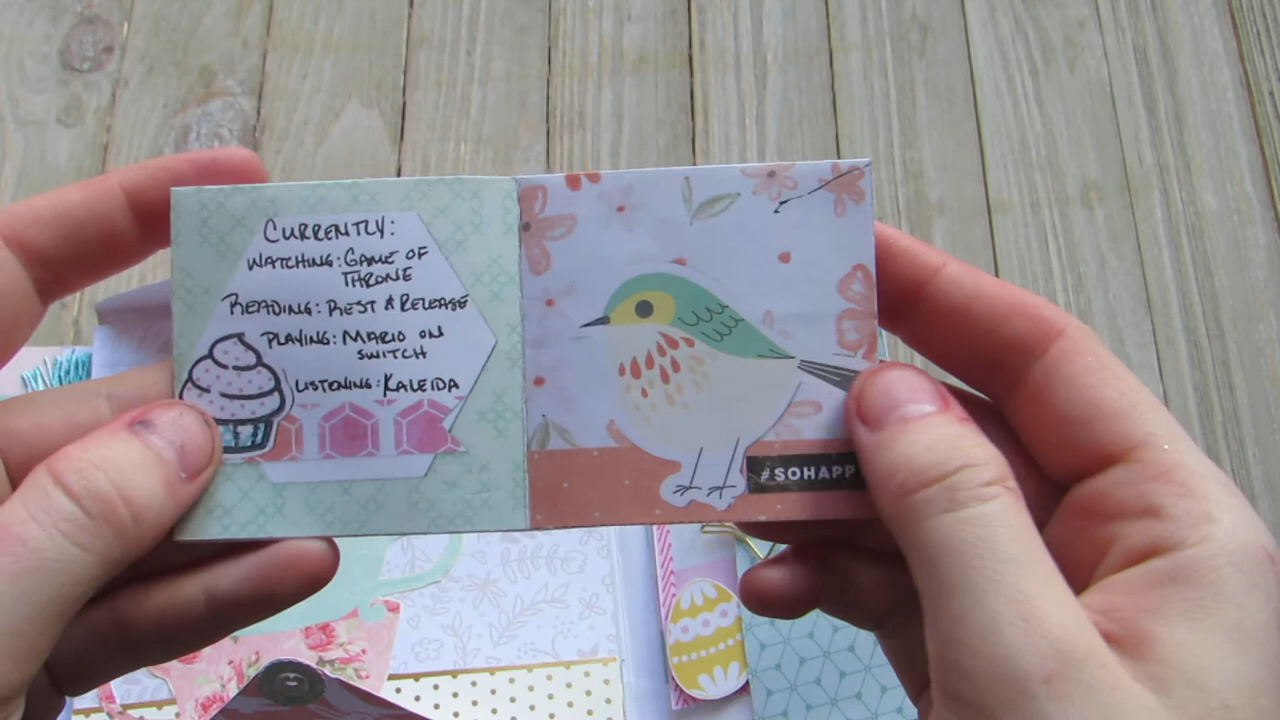 CURRENTLY:
WATCHING: GAME OF
THRONE
READING: REST & RELEASE
PLAYING: MARIO ON
SWITCH
LISTENING: KALEIDA
#SOHAPP